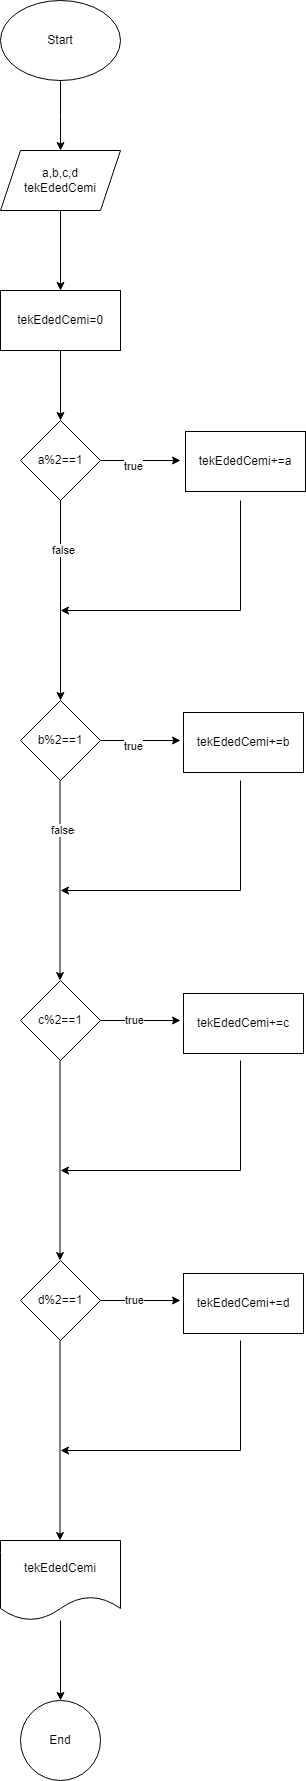 Start
a,b,c,d
tekEdedCemi
tekEdedCemi=0
a%2==1
true
tekEdedCemi+=a
false
b%2==1
true
tekEdedCemi+=b
false
c%2==1
true
tekEdedCemi+=c
d%2==1
true
tekEdedCemi+=d
tekEdedCemi
End